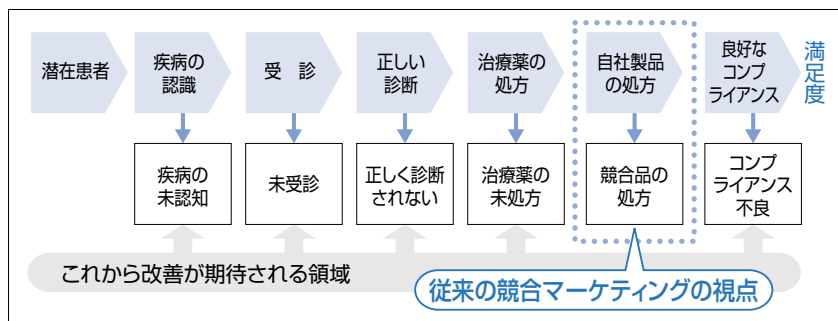 潜在患者
疾病の
認識
受　診
正しい
診断
治療薬の
処方
自社製品
の処方
良好な
コンプ
ライアンス
満足度
疾病の
未認知
未受診
正しく診断
されない
治療薬の
未処方
競合品の
処方
コンプ
ライアンス
不良
これから改善が期待される領域
従来の競合マーケティングの視点